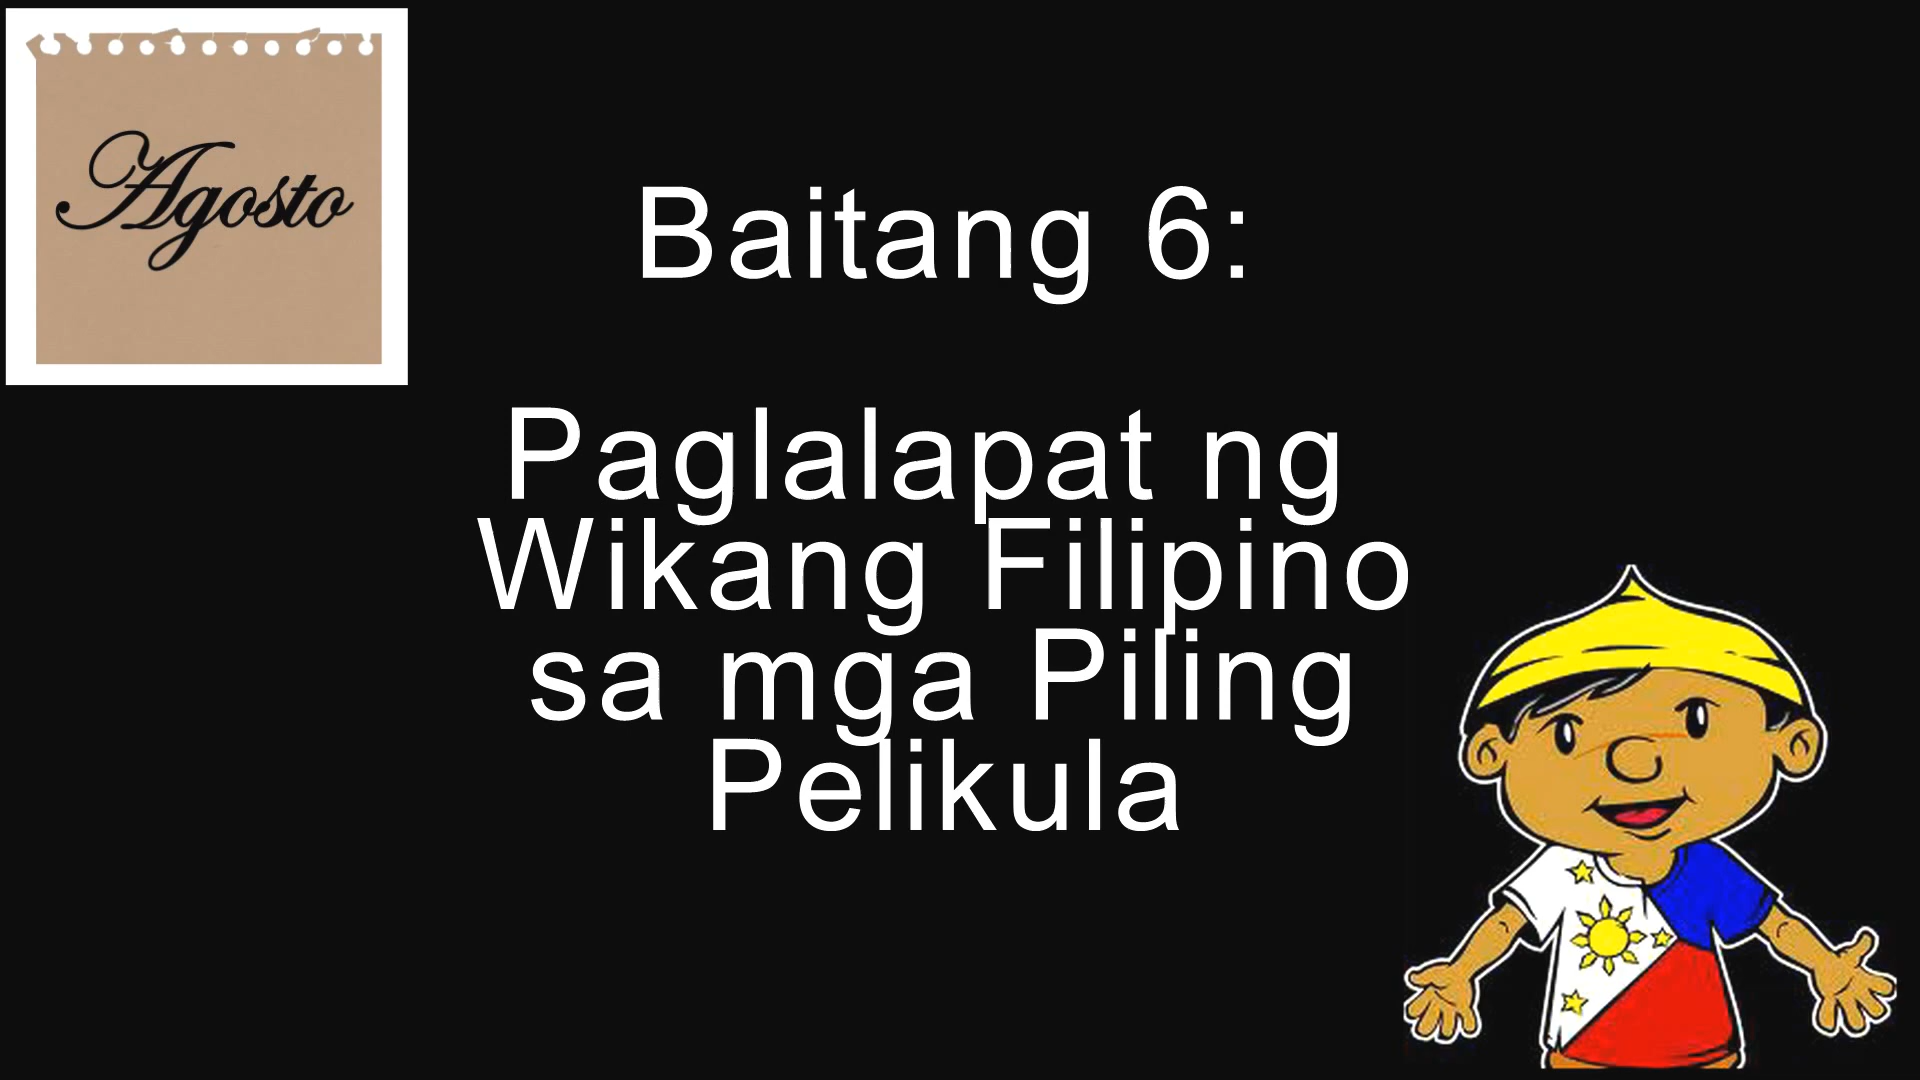 Agosto
Baitang 6:
Paglalapat ng
Wikang Filipino
sa mga Piling
Pelikula